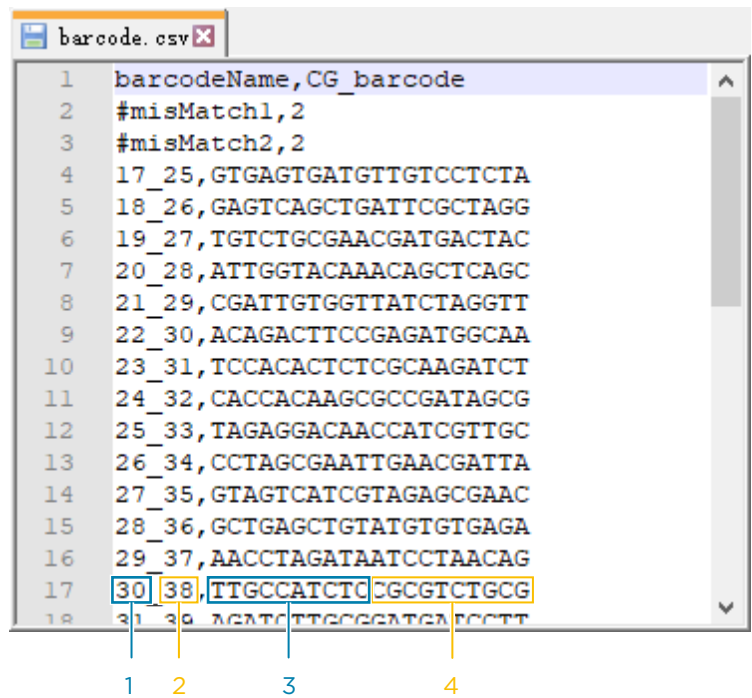 barcode.csv
1 barcodeName,CG_barcode
2 #misMatch1,2
3 #misMatch2,2
4 17_25,GTGAGTGATGTTGTCCTCTA
5 18_26,GAGTCAGCTGATTCGCTAGG
6 19_27,TGTCTGCGAACGATGACTAC
7 20_28,ATTGGTACAAACAGCTCAGC
8 21_29,CGATTGTGGTTATCTAGGTT
9 22_30,ACAGACTTCCGAGATGGCAA
10 23_31,TCCACACTCTCGCAAGATCT
11 24_32,CACCACAAGCGCCGATAGCG
12 25_33,TAGAGGACAACCATCGTTGC
13 26_34,CCTAGCGAATTGAACGATTA
14 27_35,GTAGTCATCGTAGAGCGAAC
15 28_36,GCTGAGCTGTATGTGTGAGA
16 29_37,AACCTAGATAATCCTAACAG
17 30_38,TTGCCATCTCCGCGTCTGCG
18 31_39,AGATCTTGCGGATGATCCTT
1 2 3 4